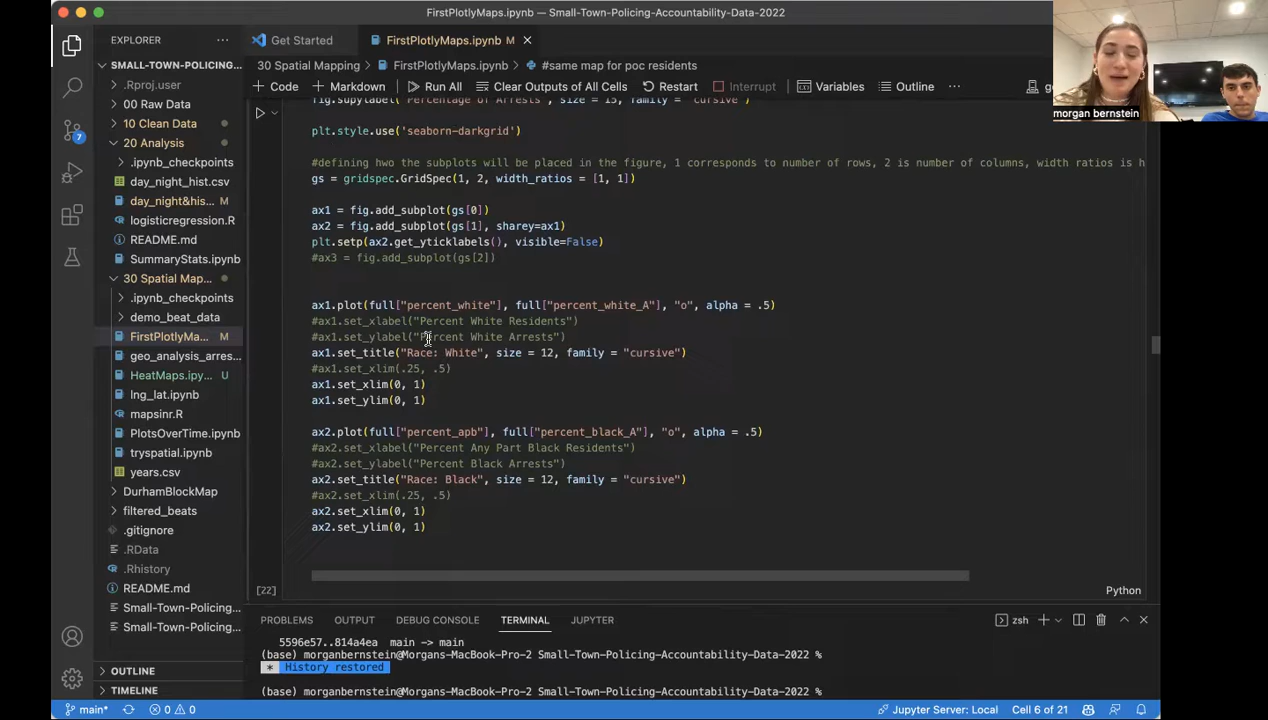 FirstPlotlyMaps.ipynb — Small-Town-Policing-Accountability-Data-2022
EXPLORER
Get Started
FirstPlotlyMaps.ipynb M
SMALL-TOWN-POLICING...
30 Spatial Mapping > FirstPlotlyMaps.ipynb > #same map for poc residents
+ Code + Markdown Run All Clear Outputs of All Cells Restart Interrupt Variables Outline ...
morgan bernstein
.Rproj.user
00 Raw Data
10 Clean Data
20 Analysis
.ipynb_checkpoints
day_night_hist.csv
day_night&his... M
logisticregression.R
README.md
SummaryStats.ipynb
30 Spatial Map...
.ipynb_checkpoints
demo_beat_data
FirstPlotlyMa... M
geo_analysis_arres...
HeatMaps.ipy... U
lng_lat.ipynb
mapsinr.R
PlotsOverTime.ipynb
tryspatial.ipynb
years.csv
DurhamBlockMap
filtered_beats
.gitignore
.RData
.Rhistory
README.md
Small-Town-Policing...
Small-Town-Policing...
OUTLINE
TIMELINE
7
fig.supylabel('Percentage of Arrests', size = 15, family = 'cursive')
plt.style.use('seaborn-darkgrid')
#defining hwo the subplots will be placed in the figure, 1 corresponds to number of rows, 2 is number of columns, width ratios is h
gs = gridspec.GridSpec(1, 2, width_ratios = [1, 1])
ax1 = fig.add_subplot(gs[0])
ax2 = fig.add_subplot(gs[1], sharey=ax1)
plt.setp(ax2.get_yticklabels(), visible=False)
#ax3 = fig.add_subplot(gs[2])
ax1.plot(full["percent_white"], full["percent_white_A"], "o", alpha = .5)
#ax1.set_xlabel("Percent White Residents")
#ax1.set_ylabel("Percent White Arrests")
ax1.set_title("Race: White", size = 12, family = "cursive")
#ax1.set_xlim(.25, .5)
ax1.set_xlim(0, 1)
ax1.set_ylim(0, 1)
ax2.plot(full["percent_apb"], full["percent_black_A"], "o", alpha = .5)
#ax2.set_xlabel("Percent Any Part Black Residents")
#ax2.set_ylabel("Percent Black Arrests")
ax2.set_title("Race: Black", size = 12, family = "cursive")
#ax2.set_xlim(.25, .5)
ax2.set_xlim(0, 1)
ax2.set_ylim(0, 1)
[22]
Python
PROBLEMS OUTPUT DEBUG CONSOLE TERMINAL JUPYTER
zsh
5596e57..814a4ea main -> main
(base) morganbernstein@Morgans-MacBook-Pro-2 Small-Town-Policing-Accountability-Data-2022 %
* History restored
(base) morganbernstein@Morgans-MacBook-Pro-2 Small-Town-Policing-Accountability-Data-2022 %
main* 0 0
Jupyter Server: Local Cell 6 of 21